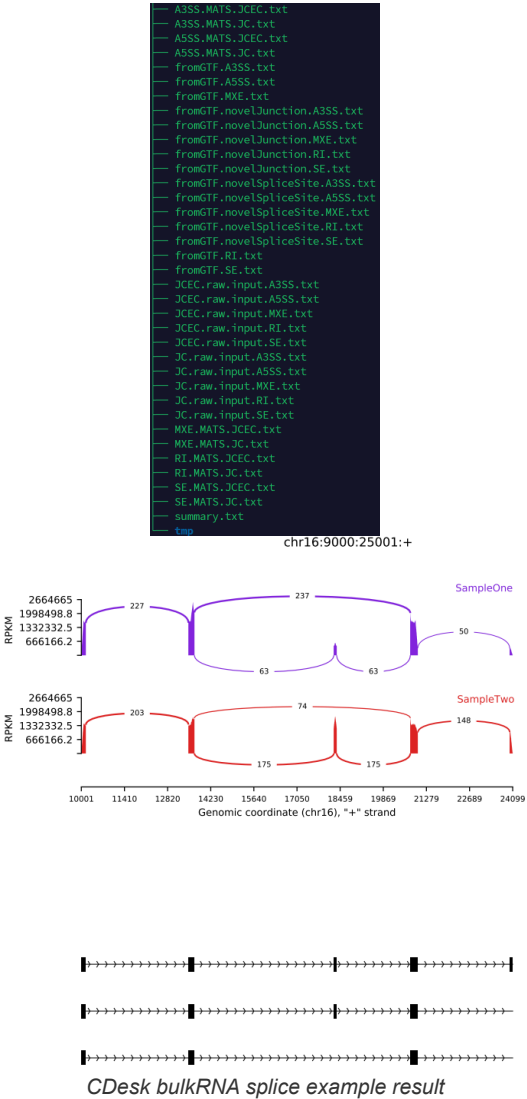 A3SS.MATS.JCEC.txt
A3SS.MATS.JC.txt
A5SS.MATS.JCEC.txt
A5SS.MATS.JC.txt
fromGTF.A3SS.txt
fromGTF.A5SS.txt
fromGTF.MXE.txt
fromGTF.novelJunction.A3SS.txt
fromGTF.novelJunction.A5SS.txt
fromGTF.novelJunction.MXE.txt
fromGTF.novelJunction.RI.txt
fromGTF.novelJunction.SE.txt
fromGTF.novelSpliceSite.A3SS.txt
fromGTF.novelSpliceSite.A5SS.txt
fromGTF.novelSpliceSite.MXE.txt
fromGTF.novelSpliceSite.RI.txt
fromGTF.novelSpliceSite.SE.txt
fromGTF.RI.txt
fromGTF.SE.txt
JCEC.raw.input.A3SS.txt
JCEC.raw.input.A5SS.txt
JCEC.raw.input.MXE.txt
JCEC.raw.input.RI.txt
JCEC.raw.input.SE.txt
JC.raw.input.A3SS.txt
JC.raw.input.A5SS.txt
JC.raw.input.MXE.txt
JC.raw.input.RI.txt
JC.raw.input.SE.txt
MXE.MATS.JCEC.txt
MXE.MATS.JC.txt
RI.MATS.JCEC.txt
RI.MATS.JC.txt
SE.MATS.JCEC.txt
SE.MATS.JC.txt
summary.txt
tmp
chr16:9000:25001:+
SampleOne
RPKM
2664665
1998498.8
1332332.5
666166.2
227
237
50
63
63
SampleTwo
RPKM
2664665
1998498.8
1332332.5
666166.2
203
74
148
175
175
10001 11410 12820 14230 15640 17050 18459 19869 21279 22689 24099
Genomic coordinate (chr16), "+" strand
CDesk bulkRNA splice example result